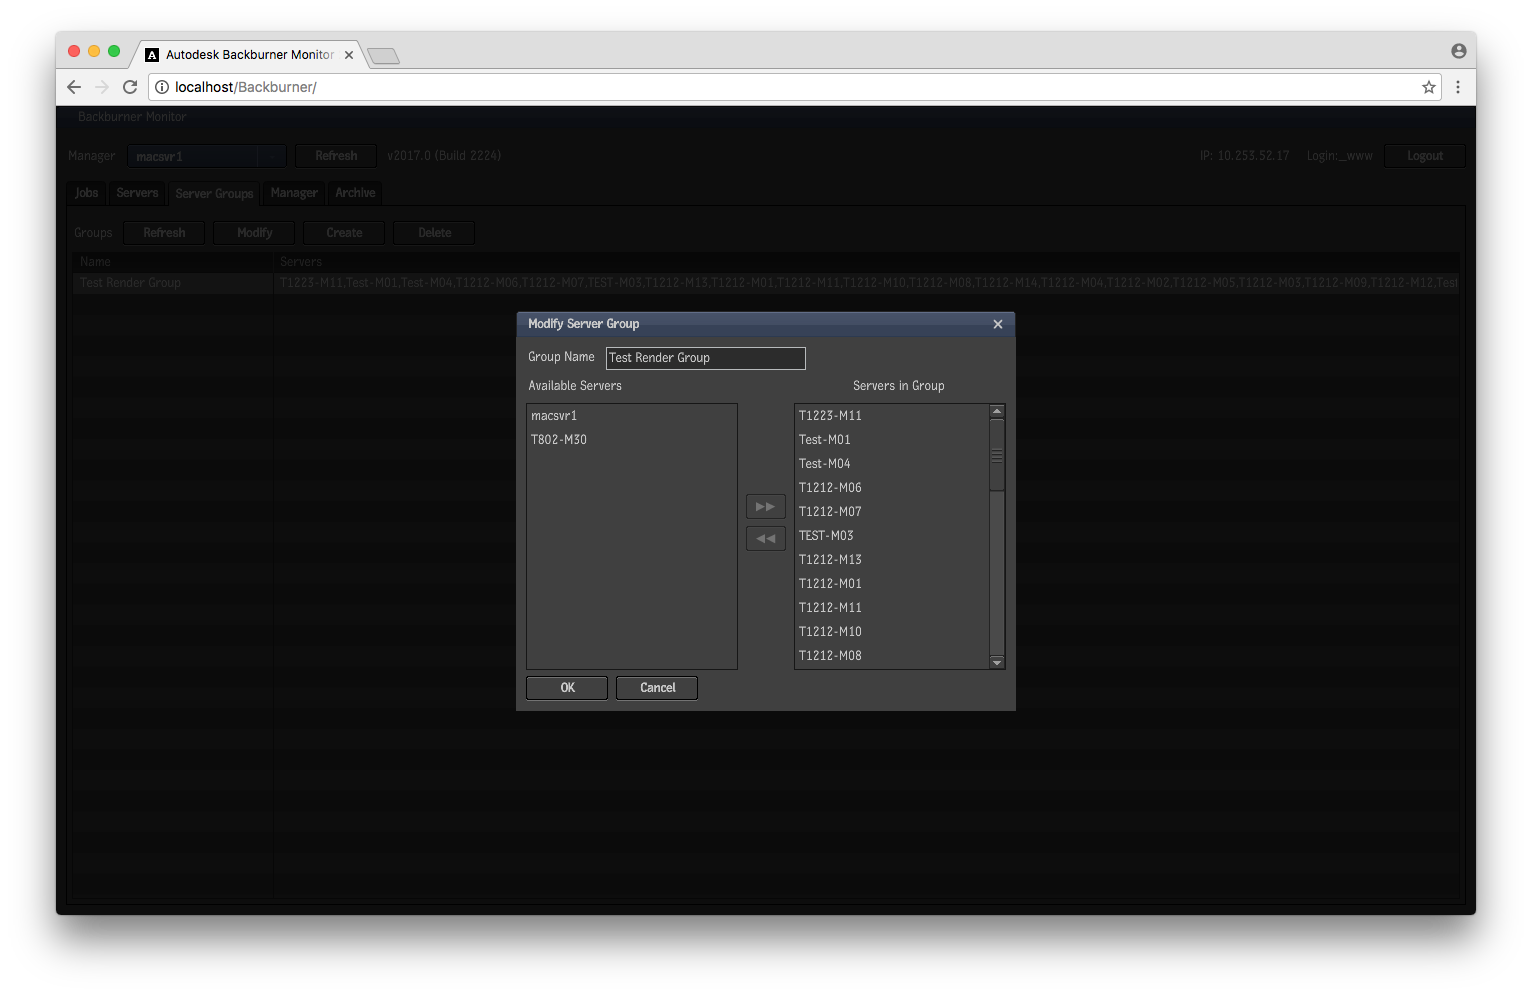 Autodesk Backburner Monitor
localhost/Backburner/
Backburner Monitor
Manager macsvr1 Refresh v2017.0 (Build 2224) IP: 10.253.52.17 Login:_www Logout
Jobs Servers Server Groups Manager Archive
Groups Refresh Modify Create Delete
Name Servers
Test Render Group T1223-M11,Test-M01,Test-M04,T1212-M06,T1212-M07,TEST-M03,T1212-M13,T1212-M01,T1212-M11,T1212-M10,T1212-M08,T1212-M14,T1212-M04,T1212-M02,T1212-M05,T1212-M03,T1212-M09,T1212-M12,Test
Modify Server Group
Group Name Test Render Group
Available Servers Servers in Group
macsvr1 T1223-M11
T802-M30 Test-M01
Test-M04
T1212-M06
T1212-M07
TEST-M03
T1212-M13
T1212-M01
T1212-M11
T1212-M10
T1212-M08
OK Cancel